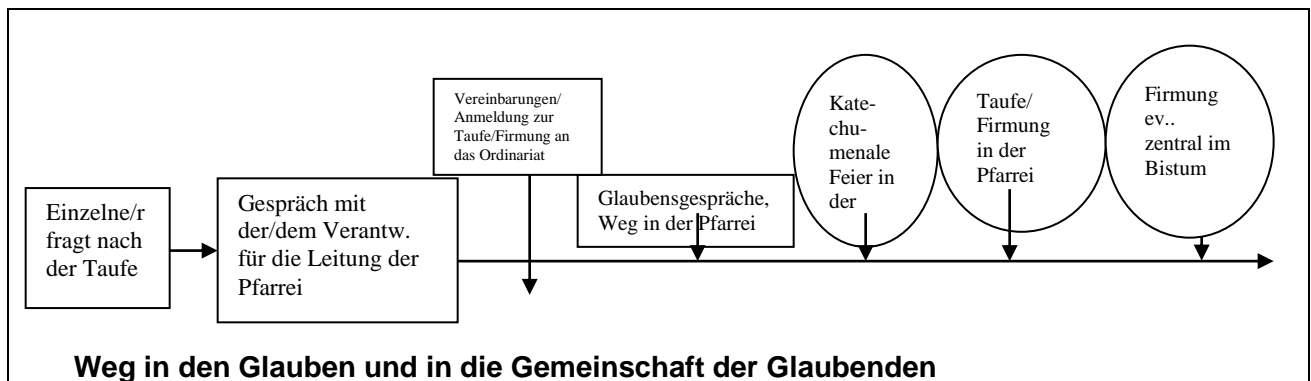 Einzelne/r
fragt nach
der Taufe
Gespräch mit
der/dem Verantw.
für die Leitung der
Pfarrei
Vereinbarungen/
Anmeldung zur
Taufe/Firmung an
das Ordinariat
Glaubensgespräche,
Weg in der Pfarrei
Kate-
chu-
menale
Feier in
der
Taufe/
Firmung
in der
Pfarrei
Firmung
ev..
zentral im
Bistum
Weg in den Glauben und in die Gemeinschaft der Glaubenden